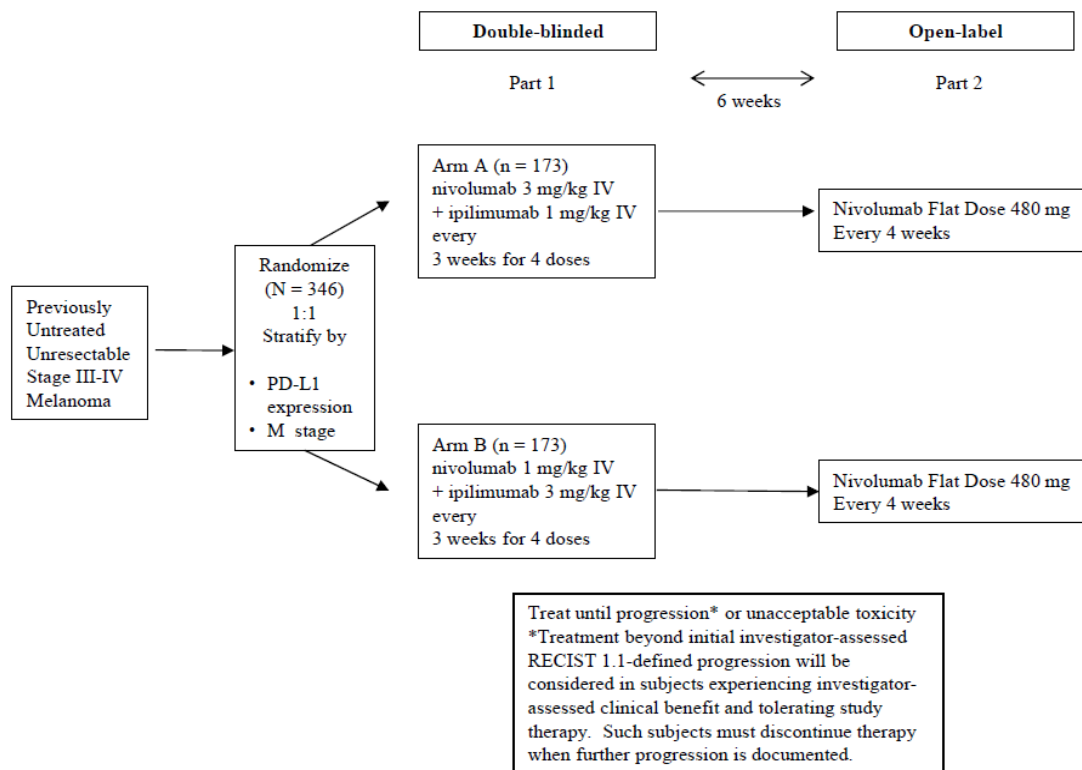 Double-blinded
Open-label
Part 1
6 weeks
Part 2
Arm A (n = 173)
nivolumab 3 mg/kg IV
+ ipilimumab 1 mg/kg IV
every
3 weeks for 4 doses
Nivolumab Flat Dose 480 mg
Every 4 weeks
Randomize
(N = 346)
1:1
Stratify by
• PD-L1
expression
• M stage
Previously
Untreated
Unresectable
Stage III-IV
Melanoma
Arm B (n = 173)
nivolumab 1 mg/kg IV
+ ipilimumab 3 mg/kg IV
every
3 weeks for 4 doses
Nivolumab Flat Dose 480 mg
Every 4 weeks
Treat until progression* or unacceptable toxicity
*Treatment beyond initial investigator-assessed
RECIST 1.1-defined progression will be
considered in subjects experiencing investigator-
assessed clinical benefit and tolerating study
therapy. Such subjects must discontinue therapy
when further progression is documented.